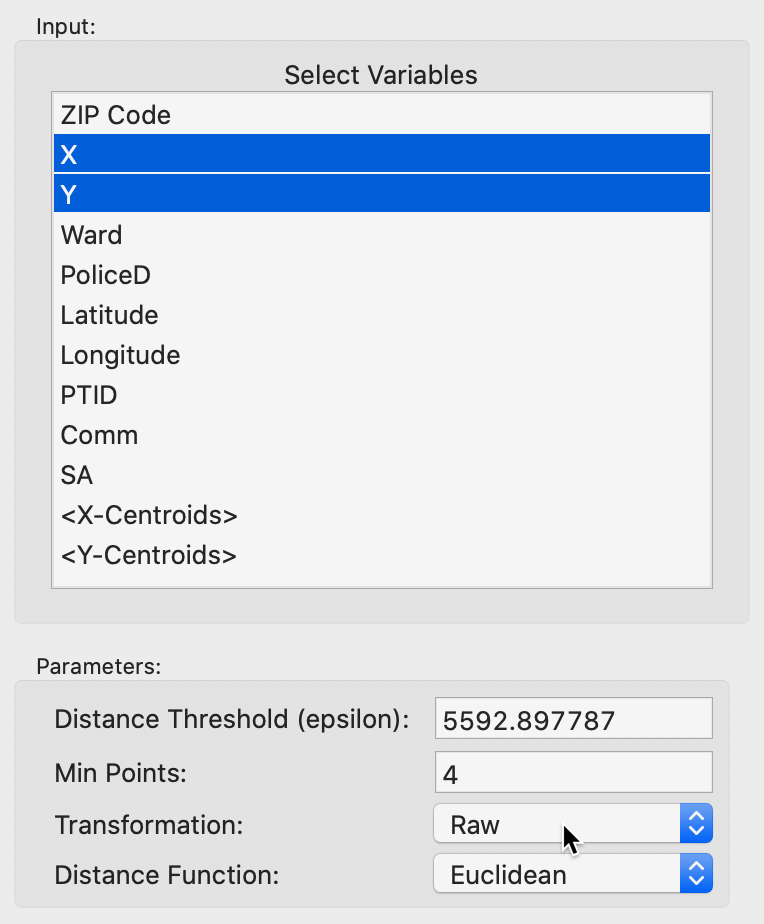 Input:
Select Variables
ZIP Code
X
Y
Ward
PoliceD
Latitude
Longitude
PTID
Comm
SA
<X-Centroids>
<Y-Centroids>
Parameters:
Distance Threshold (epsilon): 5592.897787
Min Points: 4
Transformation: Raw
Distance Function: Euclidean